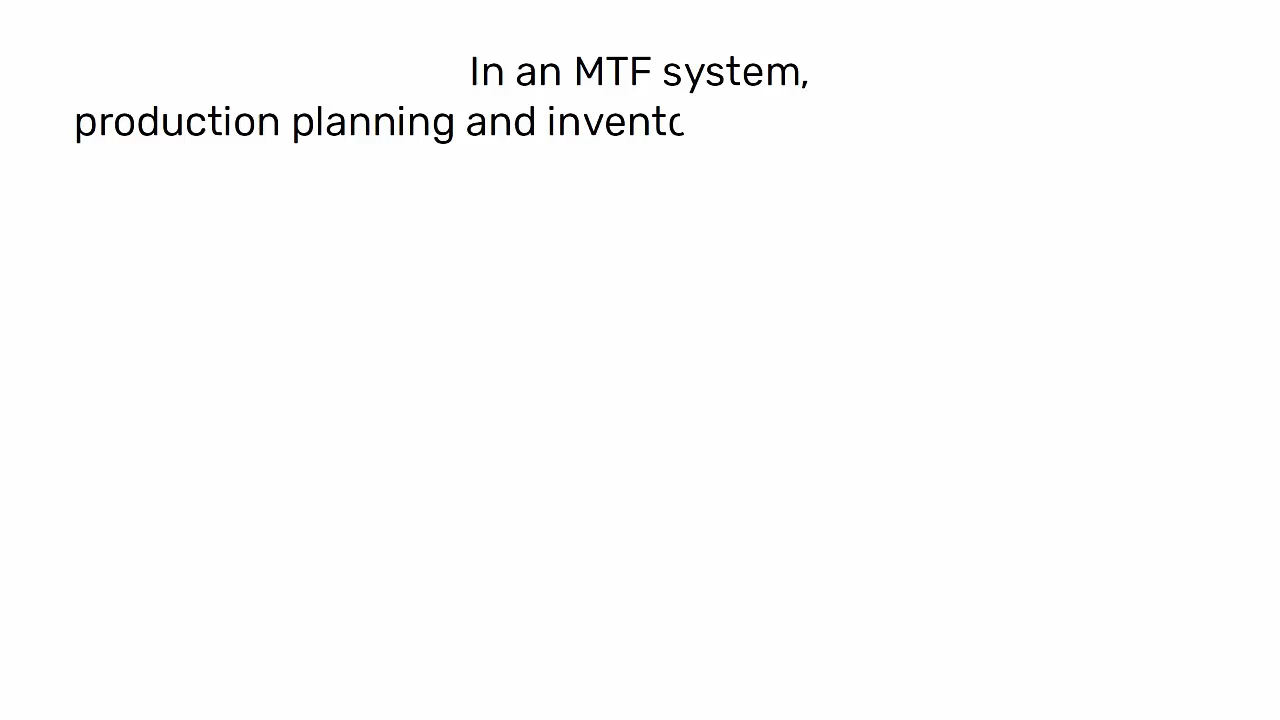 In an MTF system,
production planning and invento